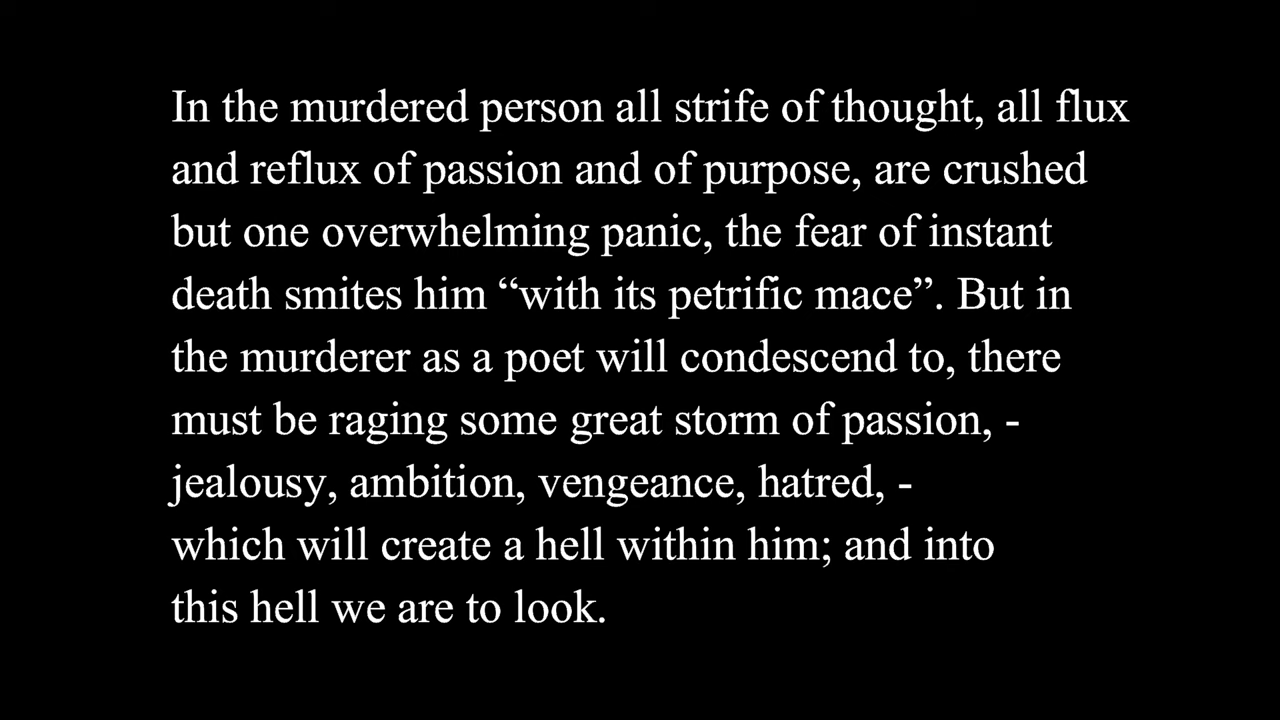 In the murdered person all strife of thought, all flux
and reflux of passion and of purpose, are crushed
but one overwhelming panic, the fear of instant
death smites him “with its petrific mace”. But in
the murderer as a poet will condescend to, there
must be raging some great storm of passion, -
jealousy, ambition, vengeance, hatred, -
which will create a hell within him; and into
this hell we are to look.